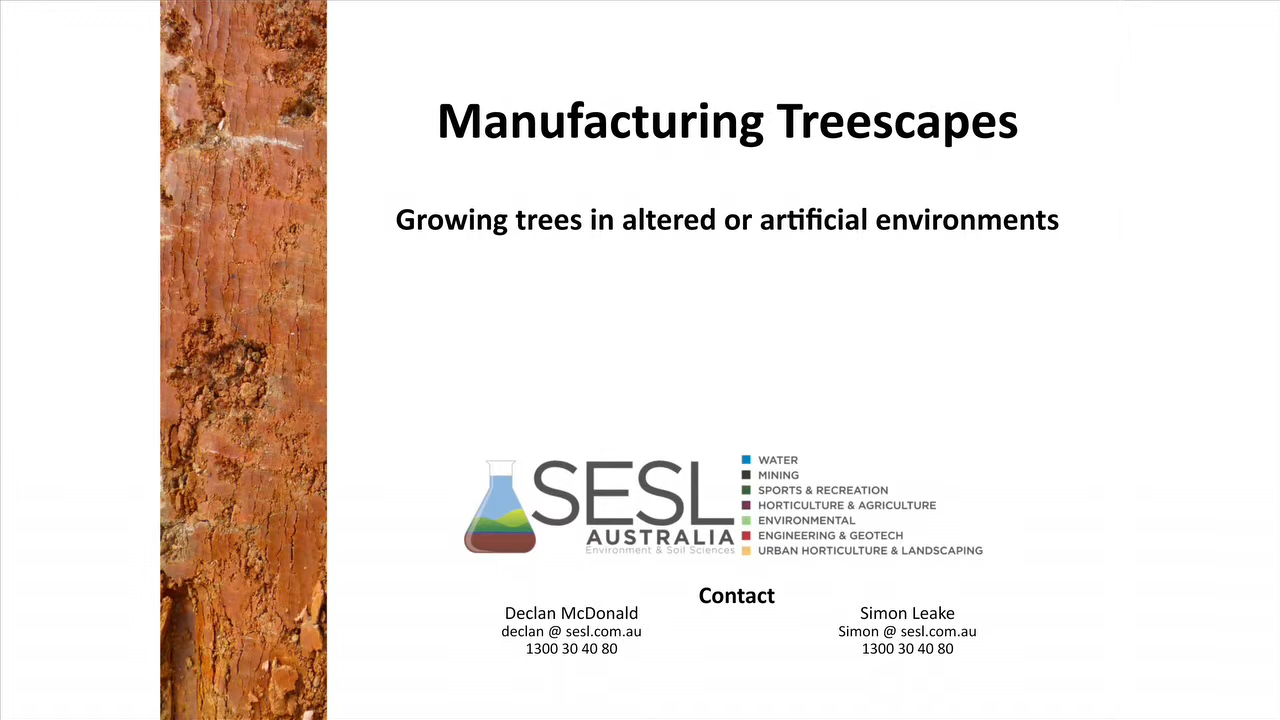 Manufacturing Treescapes
Growing trees in altered or artificial environments
SESL
AUSTRALIA
Environment & Soil Sciences
WATER
MINING
SPORTS & RECREATION
HORTICULTURE & AGRICULTURE
ENVIRONMENTAL
ENGINEERING & GEOTECH
URBAN HORTICULTURE & LANDSCAPING
Contact
Declan McDonald
declan @ sesl.com.au
1300 30 40 80
Simon Leake
Simon @ sesl.com.au
1300 30 40 80